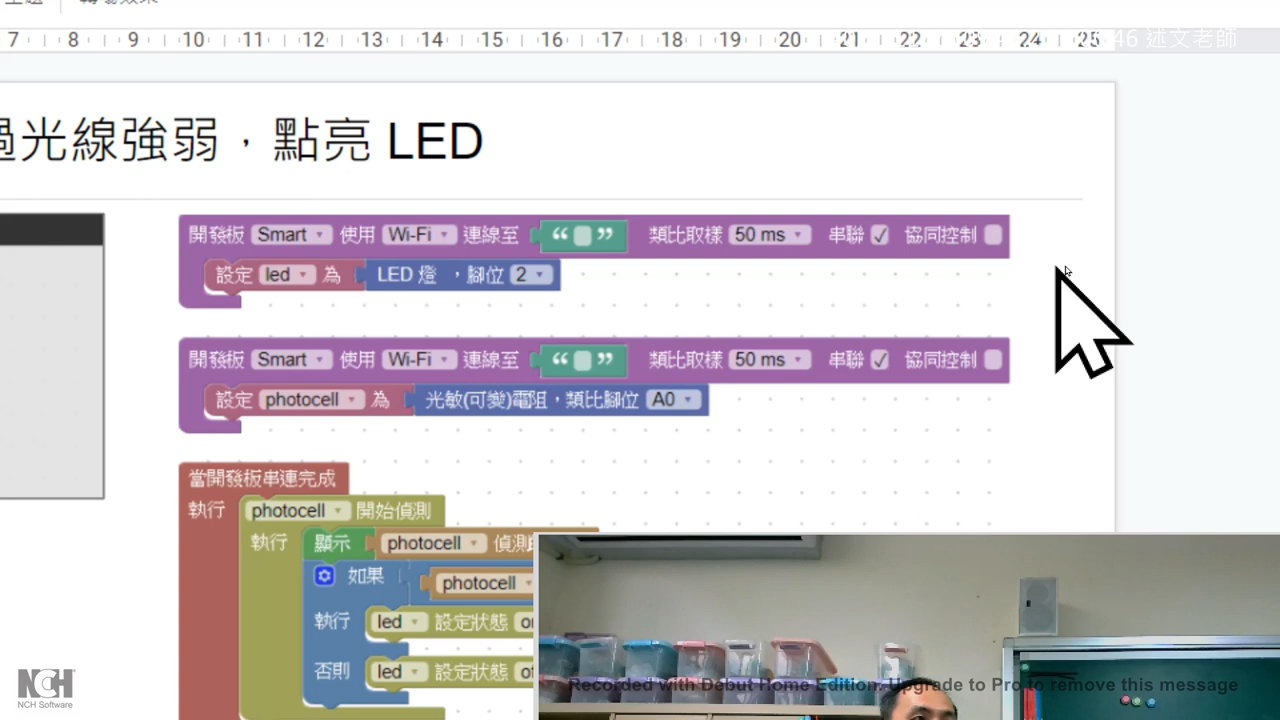 7 8 9 10 11 12 13 14 15 16 17 18 19 20 21 22 23 24 25
46 述文老師
過光線強弱，點亮 LED
開發板 Smart 使用 Wi-Fi 連線至 “ ” 類比取樣 50 ms 串聯 ✓ 協同控制
設定 led 為 LED 燈 ，腳位 2
開發板 Smart 使用 Wi-Fi 連線至 “ ” 類比取樣 50 ms 串聯 ✓ 協同控制
設定 photocell 為 光敏(可變)電阻，類比腳位 A0
當開發板串連完成
執行 photocell 開始偵測
執行 顯示 photocell 偵測
如果 photocell
執行 led 設定狀態
否則 led 設定狀態
NCH
NCH Software
Recorded with Debut Home Edition. Upgrade to Pro to remove this message